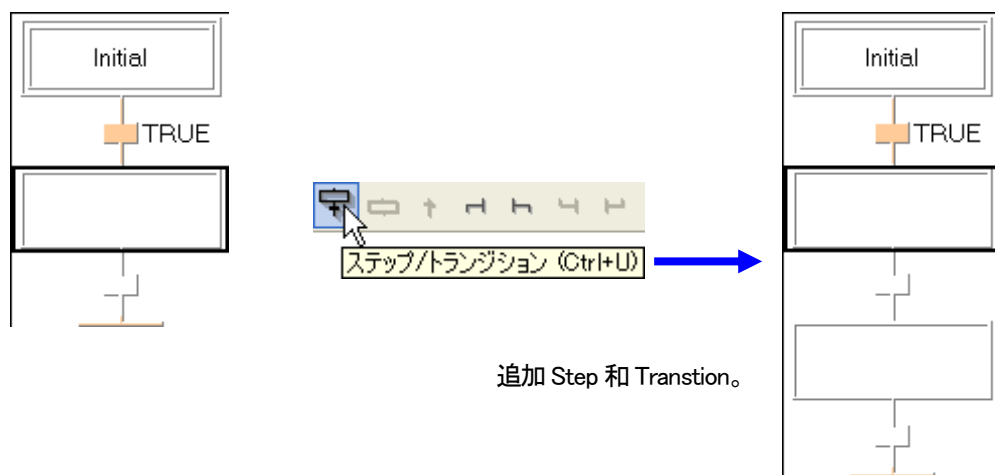 Initial
TRUE
ステップ/トランジション (Ctrl+U)
追加 Step 和 Transtion。
Initial
TRUE